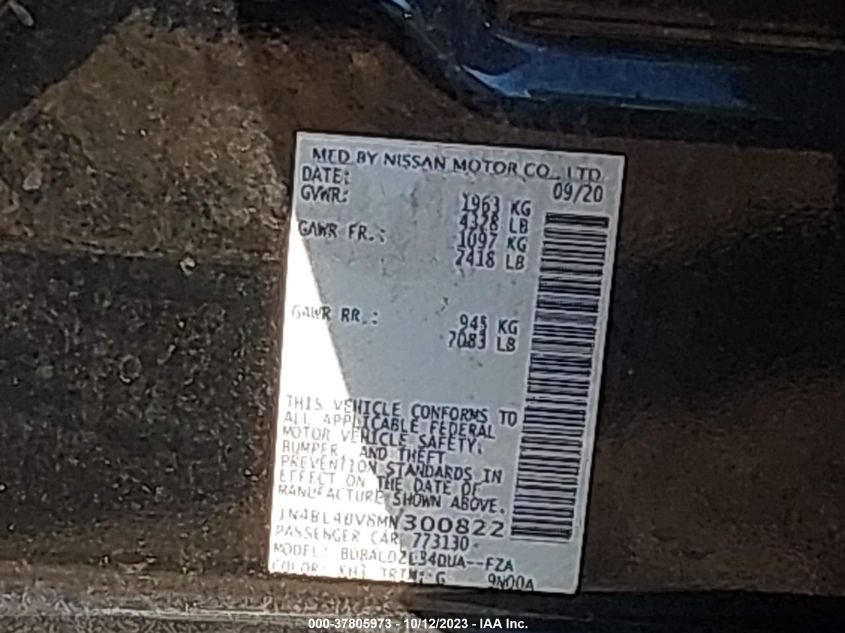 MFD BY NISSAN MOTOR CO., LTD.
DATE: 09/20
GVWR: 1963 KG
4328 LB
GAWR FR.: 1097 KG
2418 LB
GAWR RR.: 945 KG
2083 LB
THIS VEHICLE CONFORMS TO
ALL APPLICABLE FEDERAL
MOTOR VEHICLE SAFETY,
BUMPER, AND THEFT
PREVENTION STANDARDS IN
EFFECT ON THE DATE OF
MANUFACTURE SHOWN ABOVE.
1N4BL4BV6MN300822
PASSENGER CAR 773130
MODEL:
COLOR: KH3 TRIM: G 9N00A
000-37805973 - 10/12/2023 - IAA Inc.